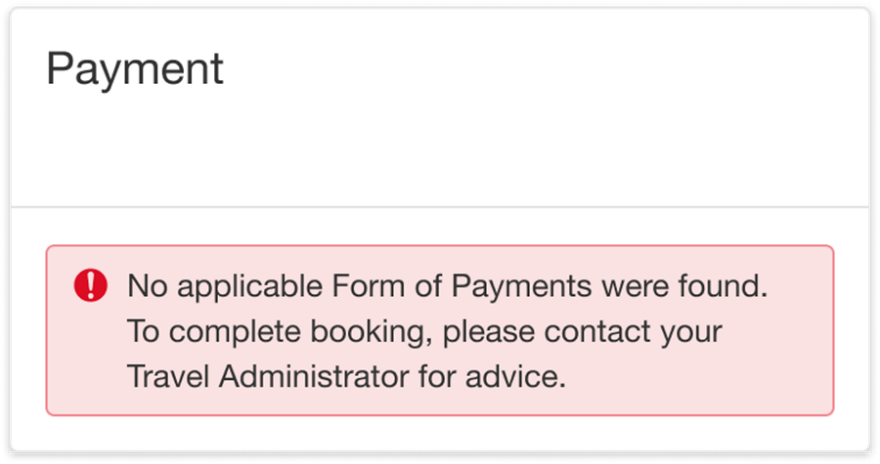 Payment
No applicable Form of Payments were found.
To complete booking, please contact your
Travel Administrator for advice.